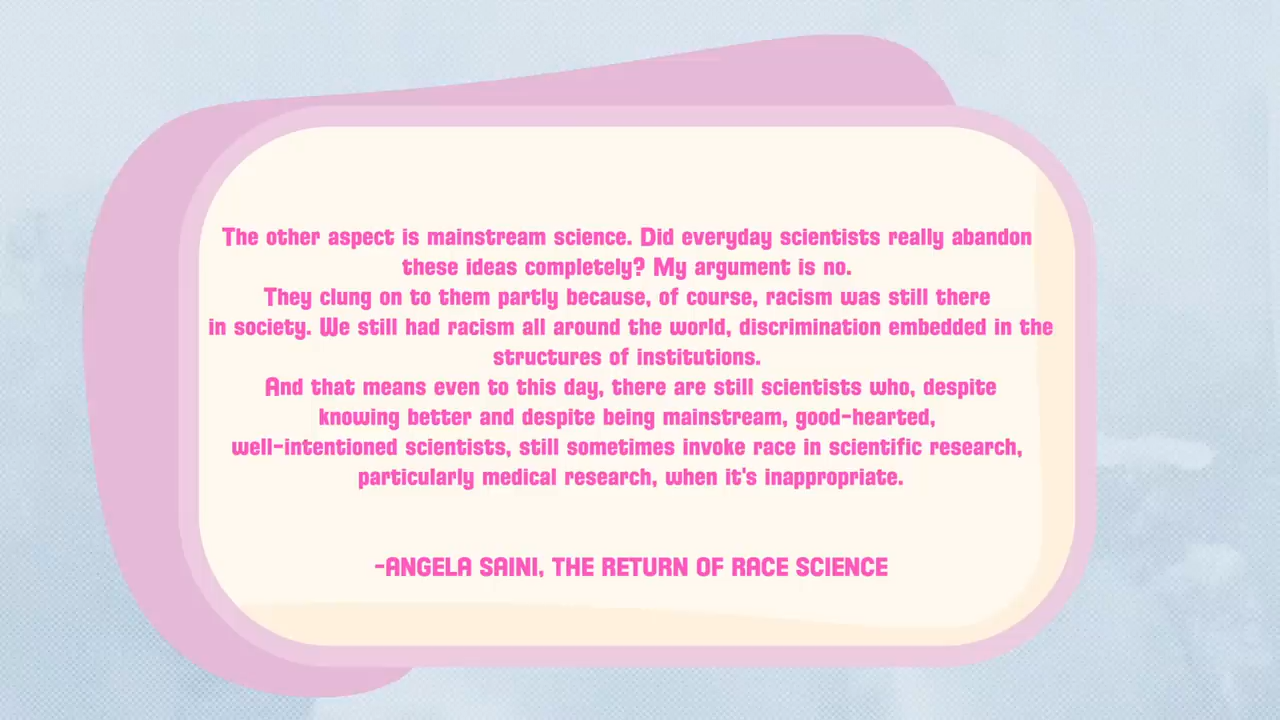 The other aspect is mainstream science. Did everyday scientists really abandon
these ideas completely? My argument is no.
They clung on to them partly because, of course, racism was still there
in society. We still had racism all around the world, discrimination embedded in the
structures of institutions.
And that means even to this day, there are still scientists who, despite
knowing better and despite being mainstream, good-hearted,
well-intentioned scientists, still sometimes invoke race in scientific research,
particularly medical research, when it's inappropriate.
-ANGELA SAINI, THE RETURN OF RACE SCIENCE